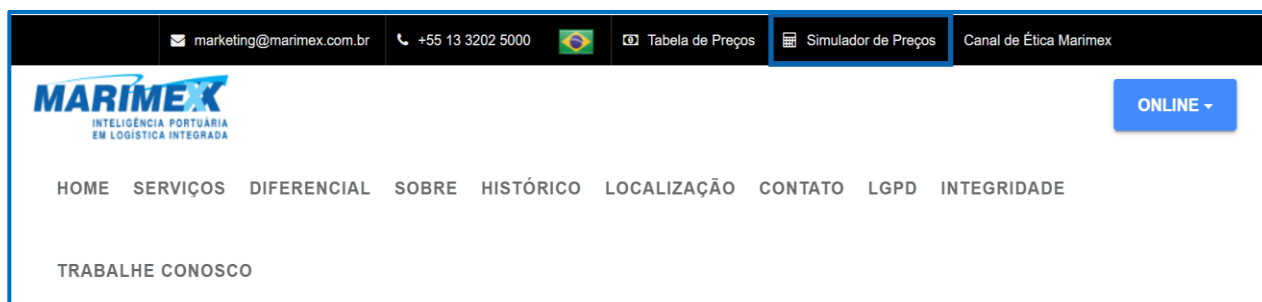 marketing@marimex.com.br +55 13 3202 5000 Tabela de Preços Simulador de Preços Canal de Ética Marimex
MARIMEX
INTELIGÊNCIA PORTUÁRIA
EM LOGÍSTICA INTEGRADA
ONLINE
HOME SERVIÇOS DIFERENCIAL SOBRE HISTÓRICO LOCALIZAÇÃO CONTATO LGPD INTEGRIDADE
TRABALHE CONOSCO